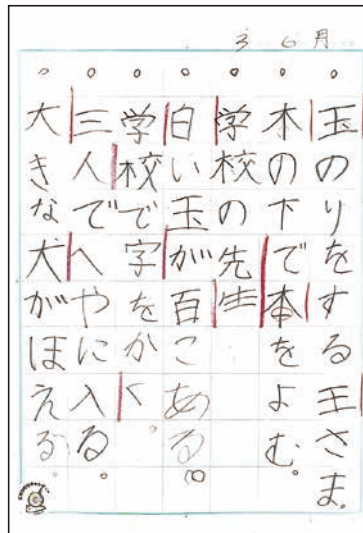 3 6月
玉のりをする王さま。
木の下で本をよむ。
学校の先生
白い玉が百こある。
学校で字をかく。
三人でへやに入る。
大きな犬がほえる。